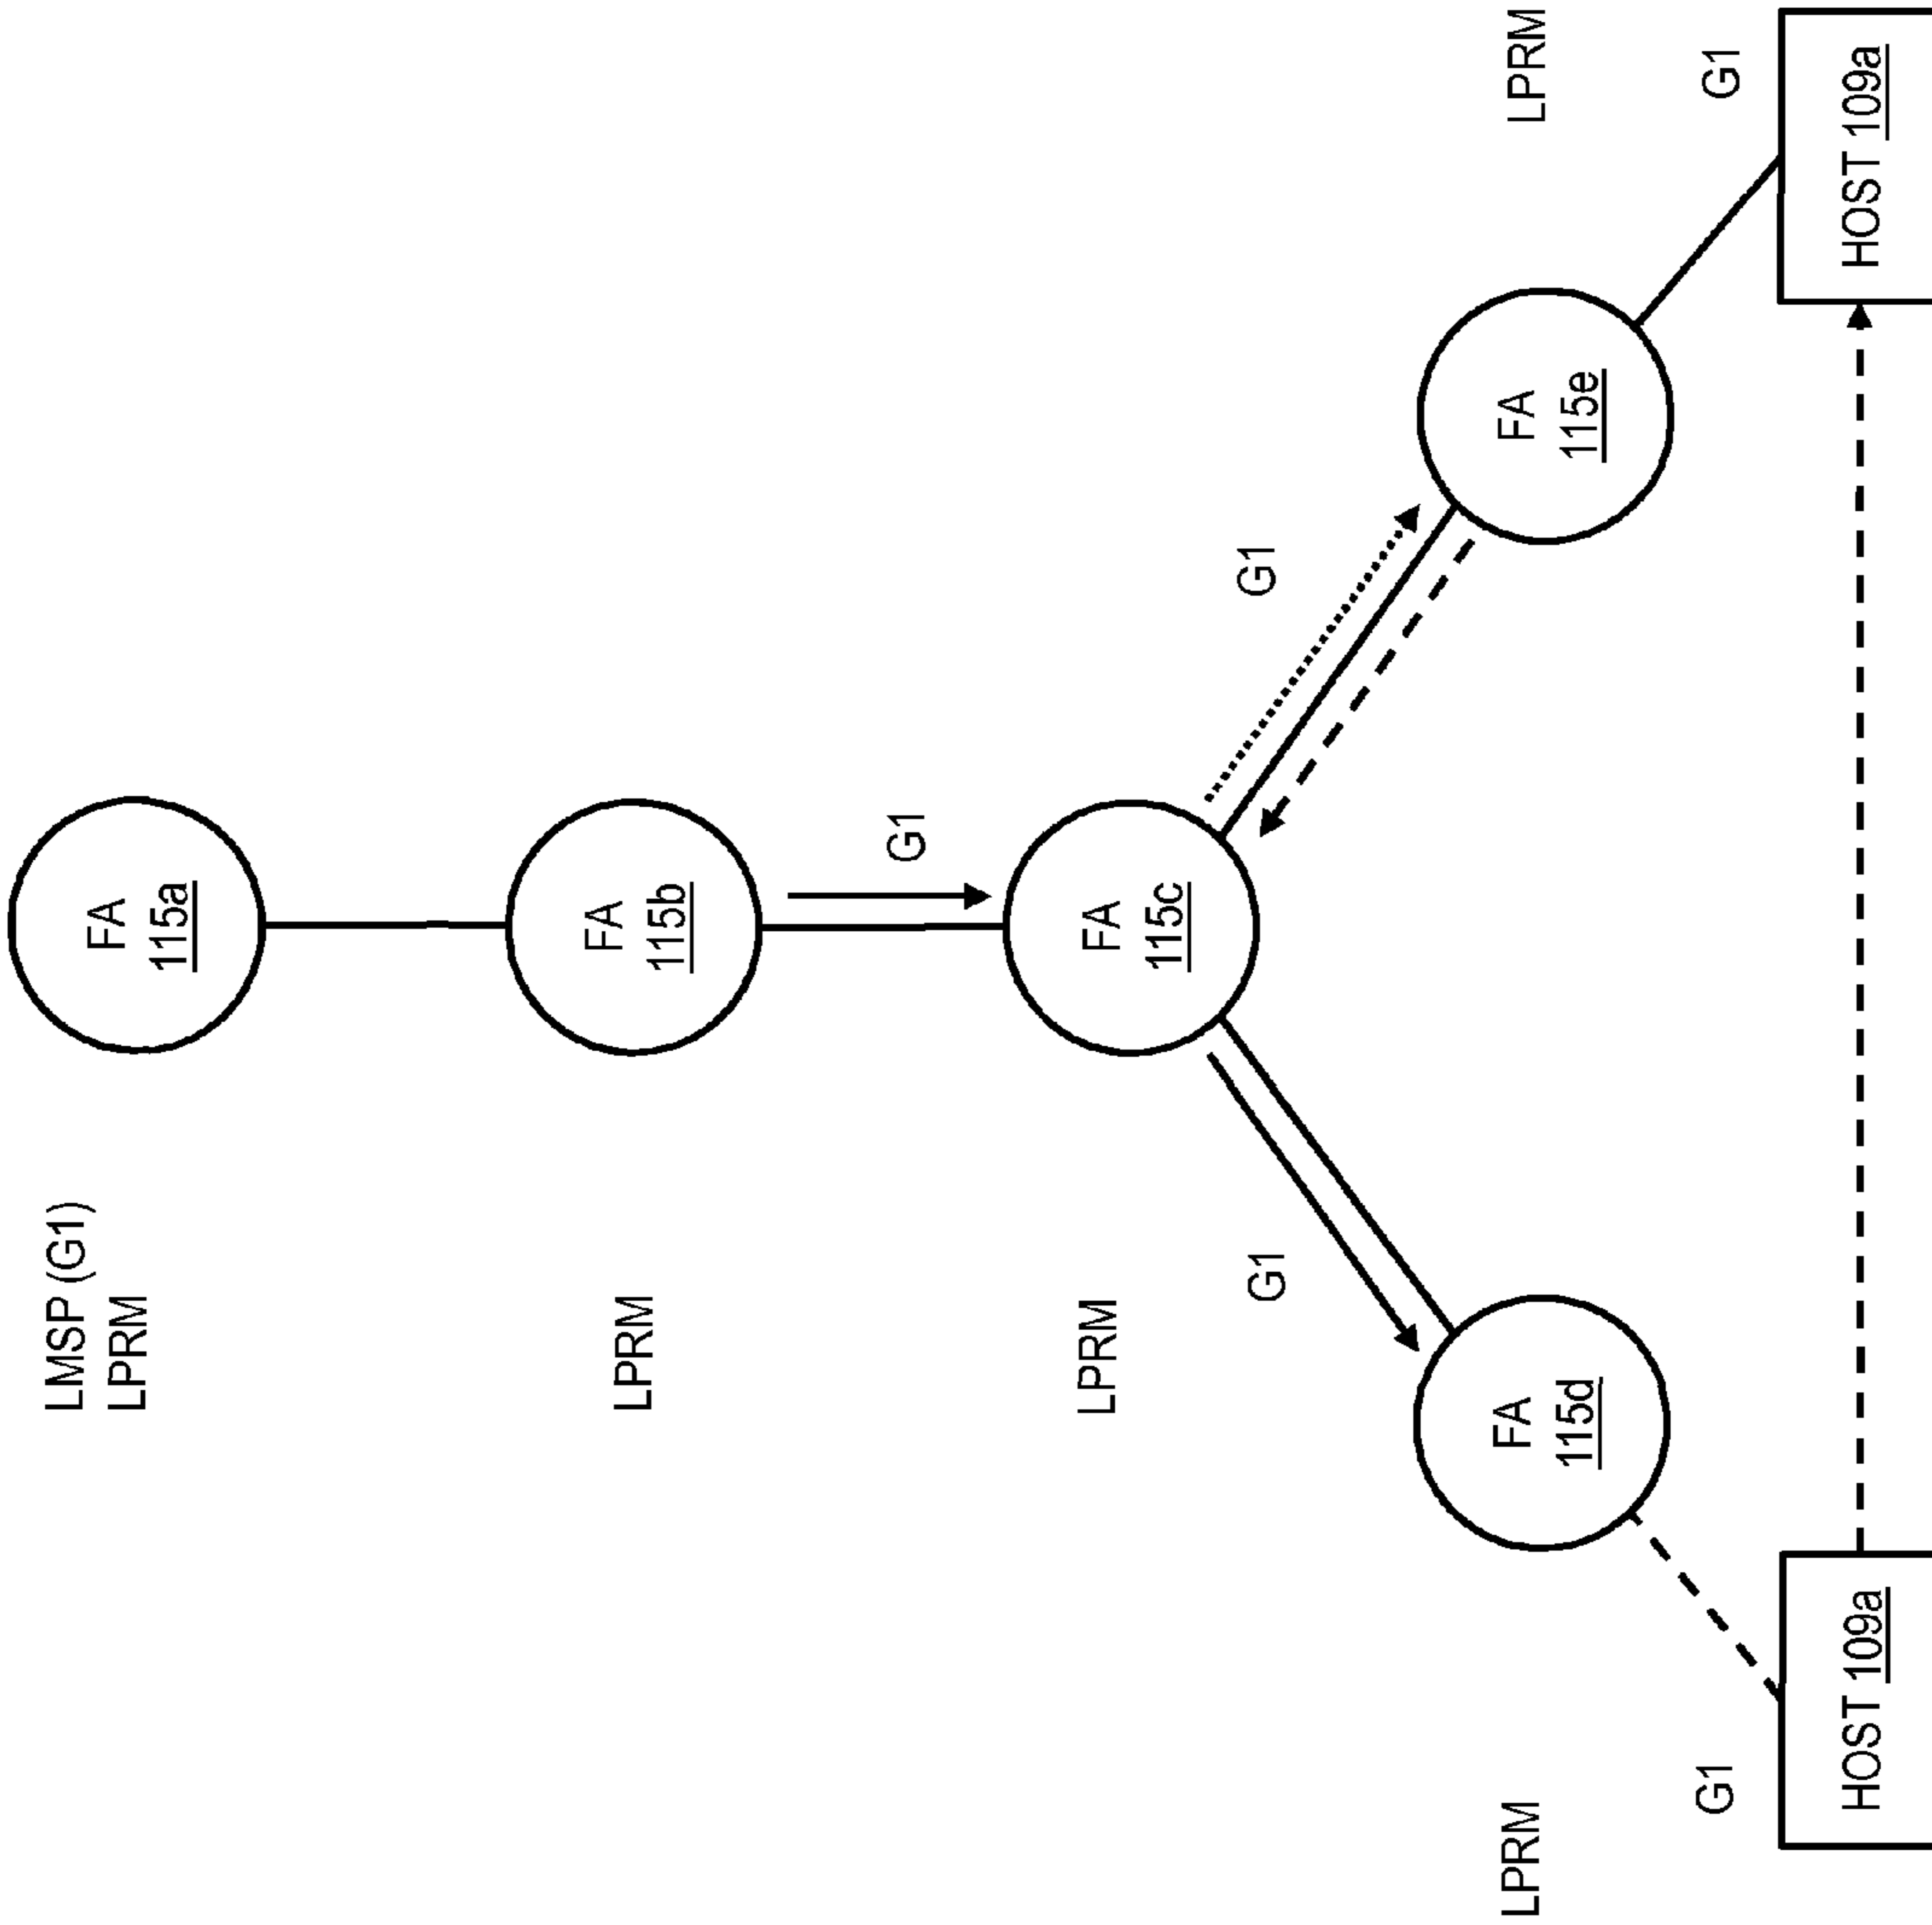 LMSP (G1)
LPRM
FA
115a
LPRM
FA
115b
G1
LPRM
FA
115c
G1
G1
LPRM
FA
115d
FA
115e
LPRM
G1
G1
HOST 109a
HOST 109a